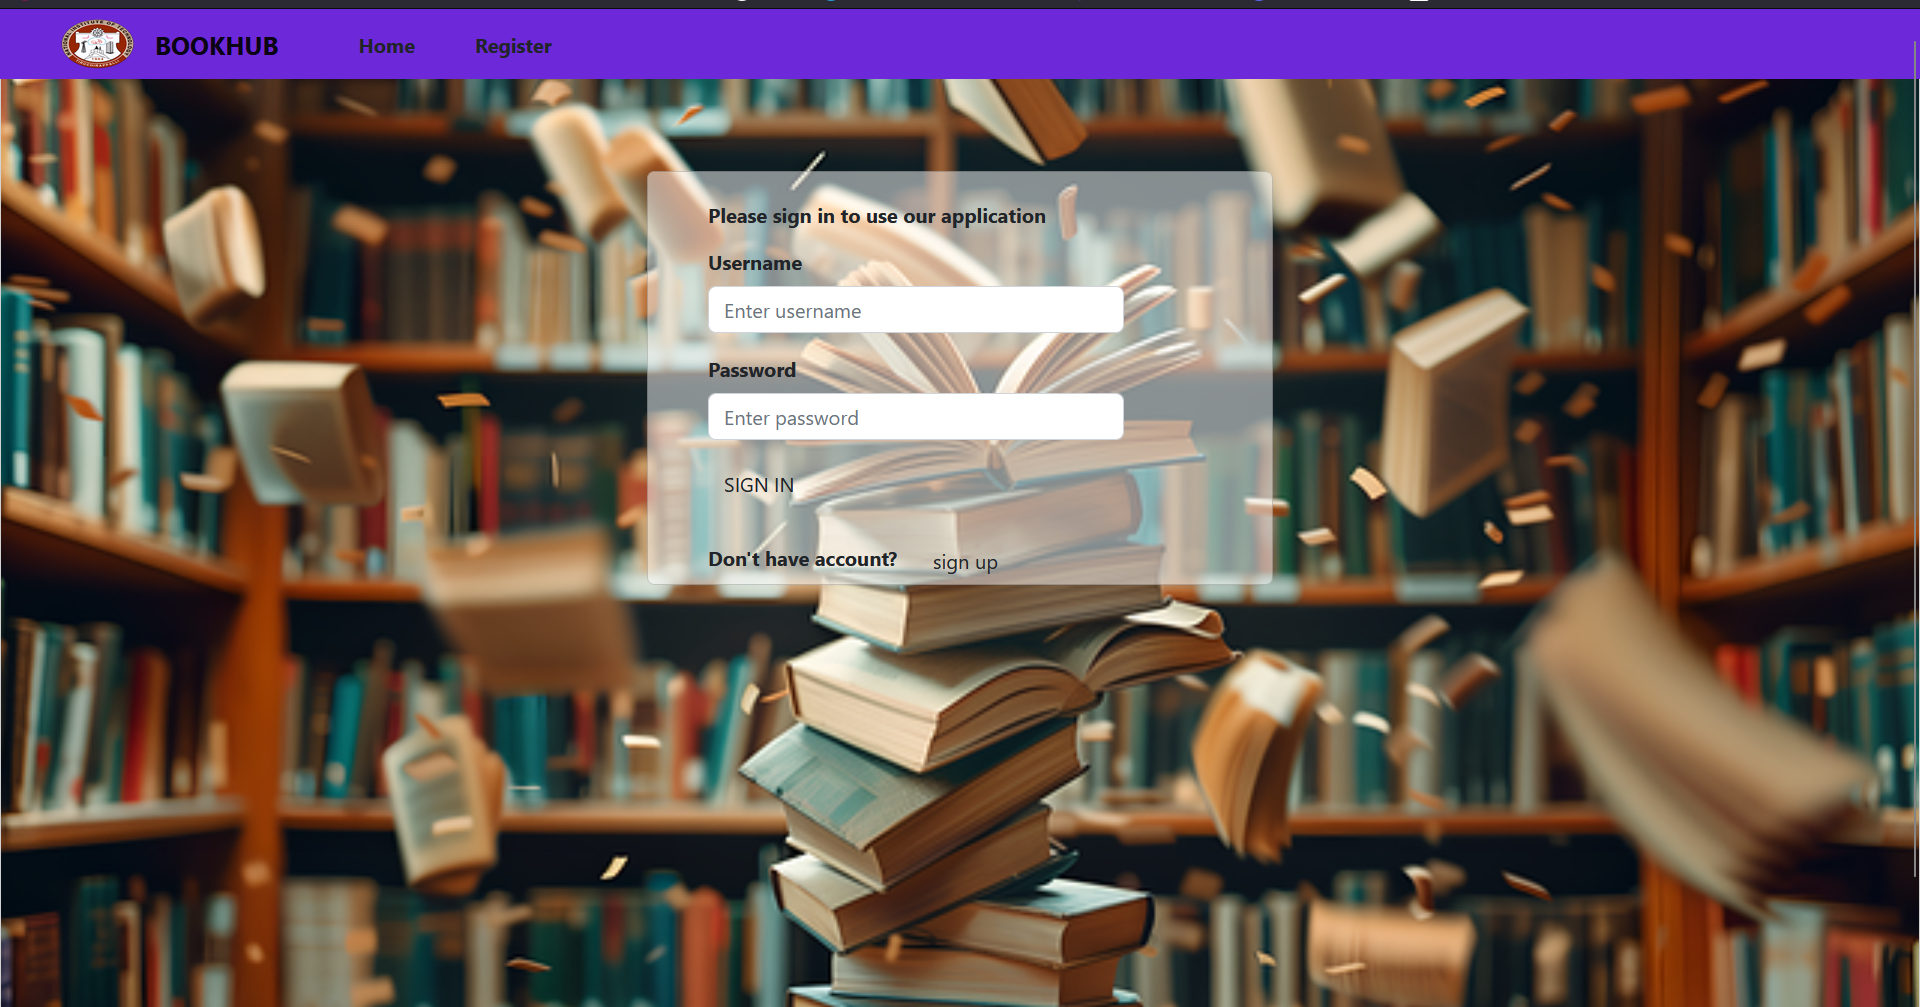 BOOKHUB Home Register
Please sign in to use our application
Username
Enter username
Password
Enter password
SIGN IN
Don't have account? sign up